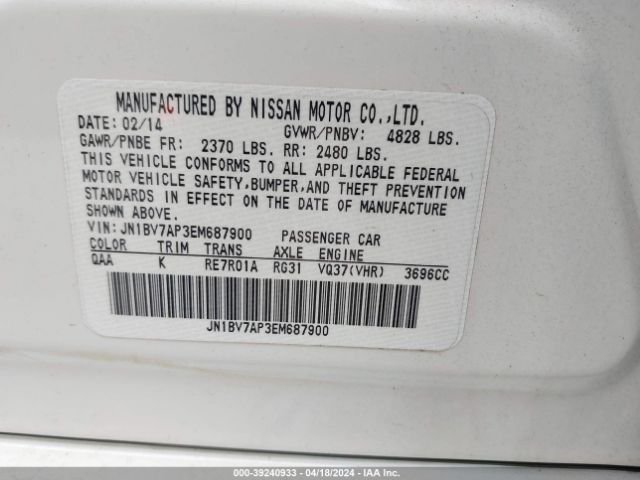 MANUFACTURED BY NISSAN MOTOR CO.,LTD.
DATE: 02/14 GVWR/PNBV: 4828 LBS.
GAWR/PNBE FR: 2370 LBS. RR: 2480 LBS.
THIS VEHICLE CONFORMS TO ALL APPLICABLE FEDERAL
MOTOR VEHICLE SAFETY,BUMPER,AND THEFT PREVENTION
STANDARDS IN EFFECT ON THE DATE OF MANUFACTURE
SHOWN ABOVE.
VIN: JN1BV7AP3EM687900 PASSENGER CAR
COLOR TRIM TRANS AXLE ENGINE
QAA K RE7R01A RG31 VQ37(VHR) 3696CC
JN1BV7AP3EM687900
000-39240933 - 04/18/2024 - IAA Inc.